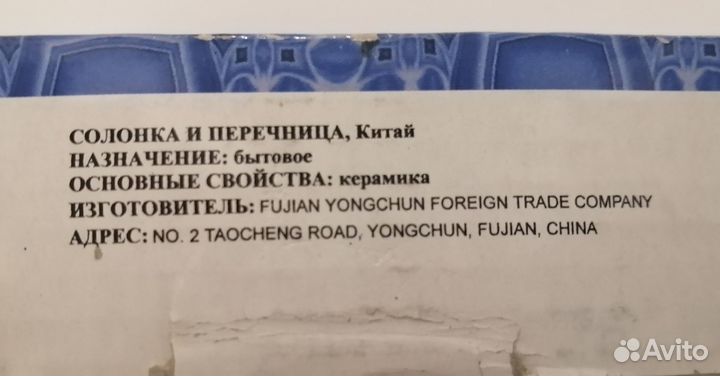 СОЛОНКА И ПЕРЕЧНИЦА, Китай
НАЗНАЧЕНИЕ: бытовое
ОСНОВНЫЕ СВОЙСТВА: керамика
ИЗГОТОВИТЕЛЬ: FUJIAN YONGCHUN FOREIGN TRADE COMPANY
АДРЕС: NO. 2 TAOCHENG ROAD, YONGCHUN, FUJIAN, CHINA
Avito